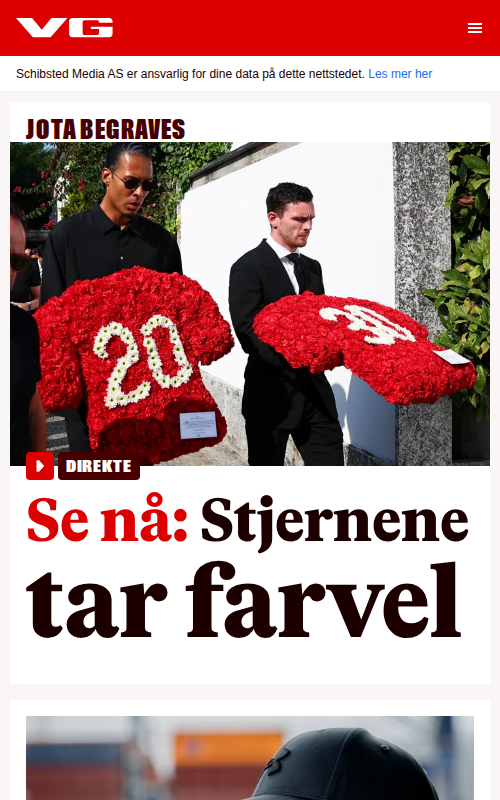 VG
Schibsted Media AS er ansvarlig for dine data på dette nettstedet. Les mer her
JOTA BEGRAVES
20
30
DIREKTE
Se nå: Stjernene
tar farvel